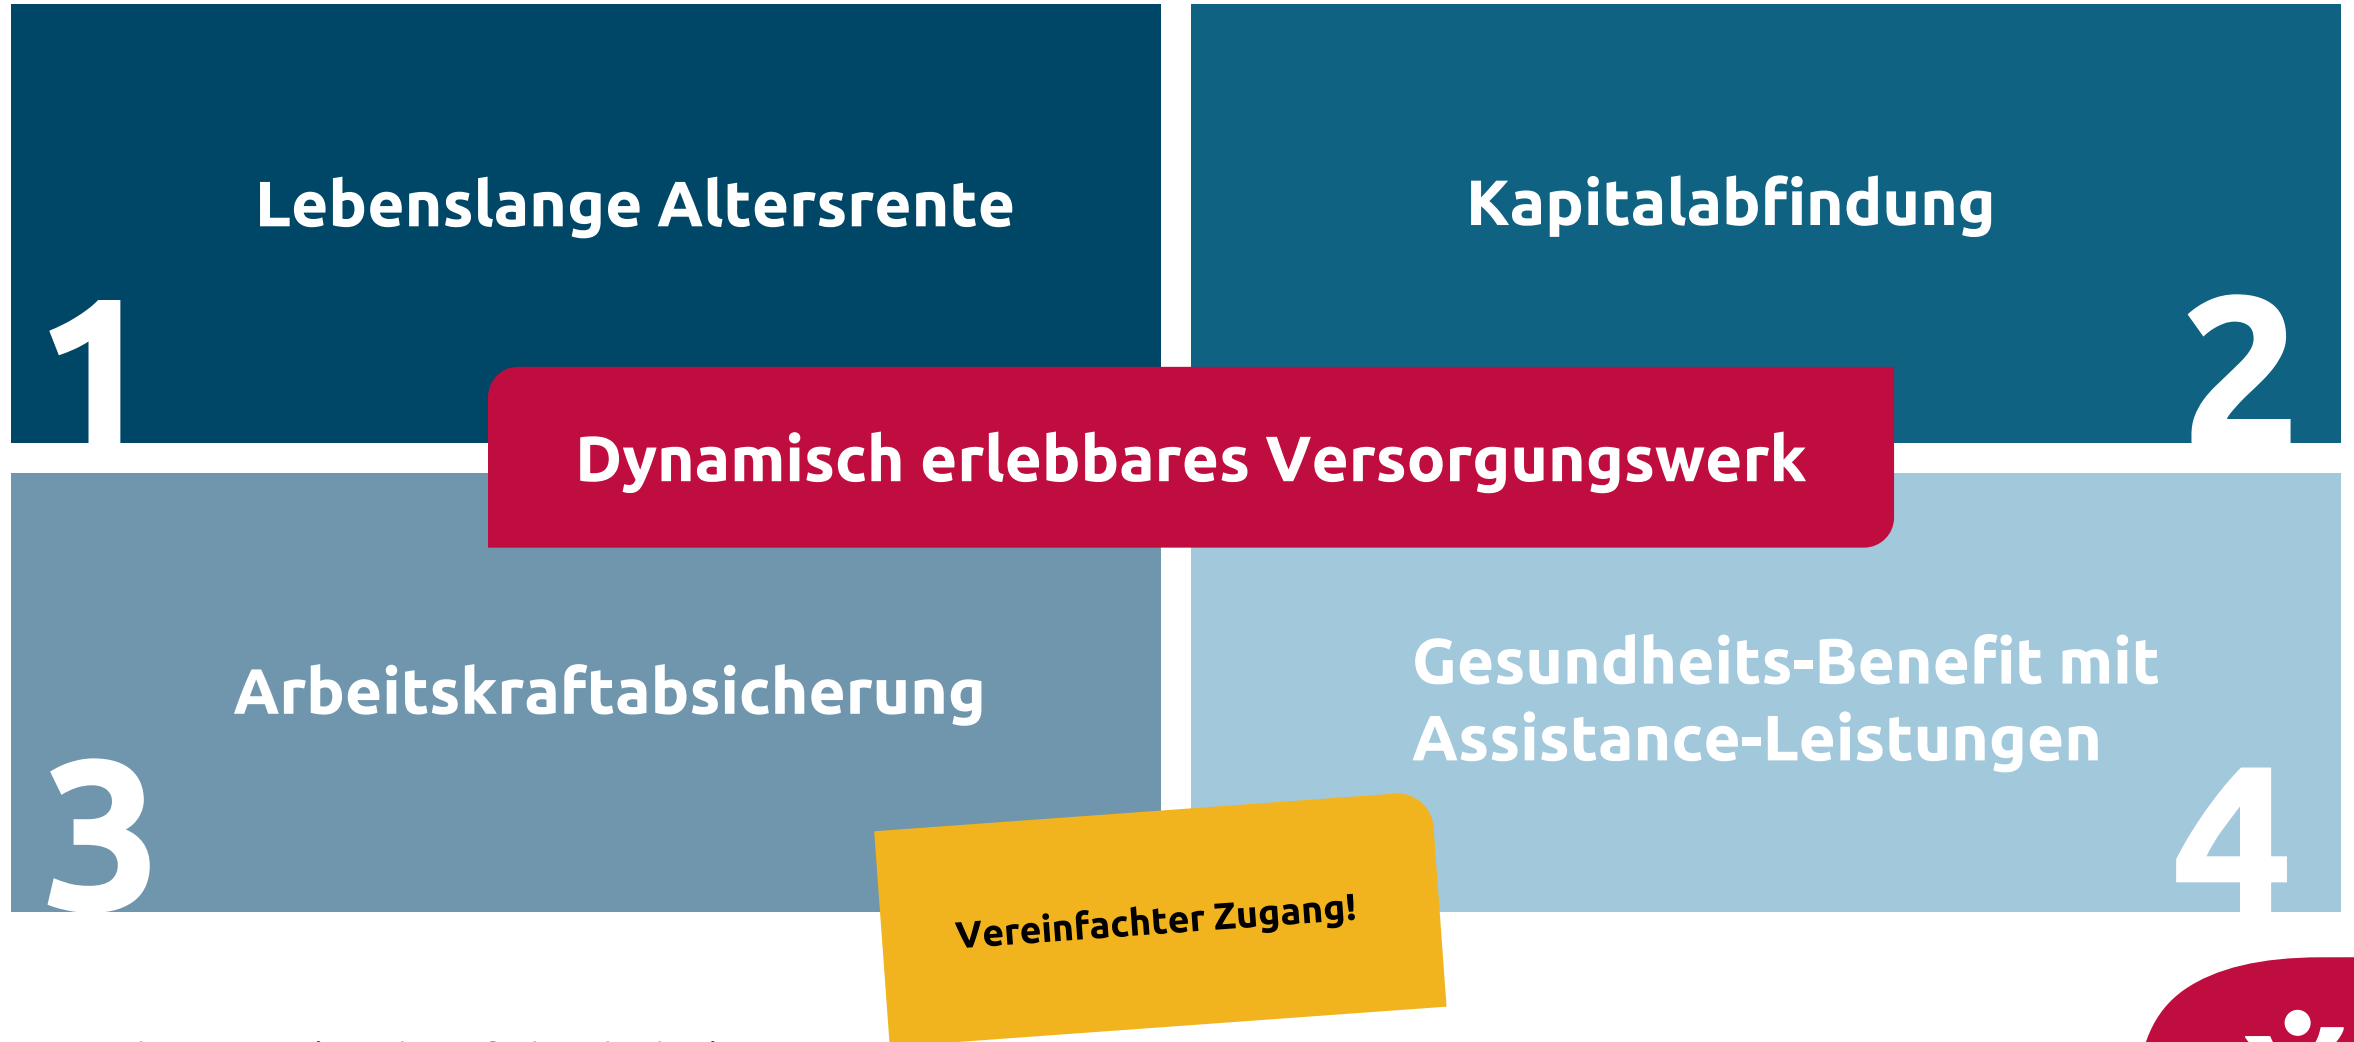 Lebenslange Altersrente
1
Kapitalabfindung
2
Dynamisch erlebbares Versorgungswerk
Arbeitskraftabsicherung
3
Gesundheits-Benefit mit
Assistance-Leistungen
4
Vereinfachter Zugang!